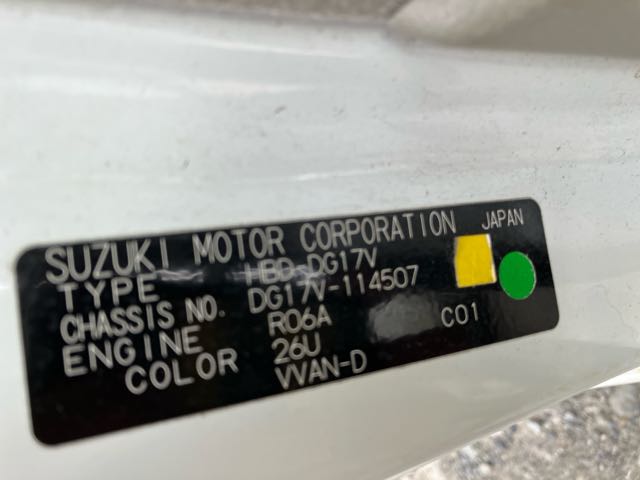 SUZUKI MOTOR CORPORATION JAPAN
TYPE HBD-DG17V
CHASSIS NO. DG17V-114507
ENGINE R06A C01
COLOR 26U
VVAN-D